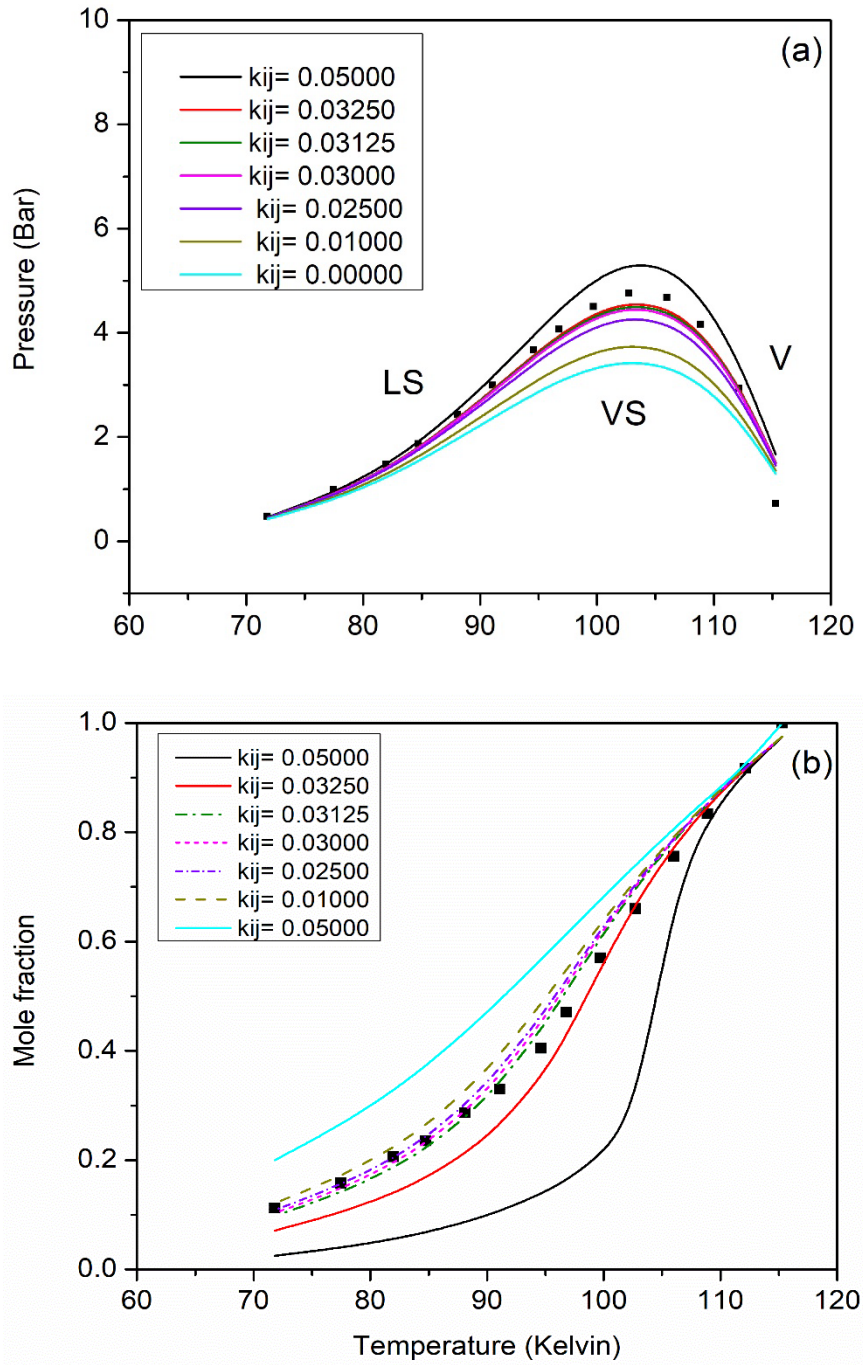 (a)
10
8
6
4
2
0
Pressure (Bar)
kij= 0.05000
kij= 0.03250
kij= 0.03125
kij= 0.03000
kij= 0.02500
kij= 0.01000
kij= 0.00000
LS
VS
V
60 70 80 90 100 110 120
(b)
1.0
0.8
0.6
0.4
0.2
0.0
Mole fraction
kij= 0.05000
kij= 0.03250
kij= 0.03125
kij= 0.03000
kij= 0.02500
kij= 0.01000
kij= 0.05000
60 70 80 90 100 110 120
Temperature (Kelvin)